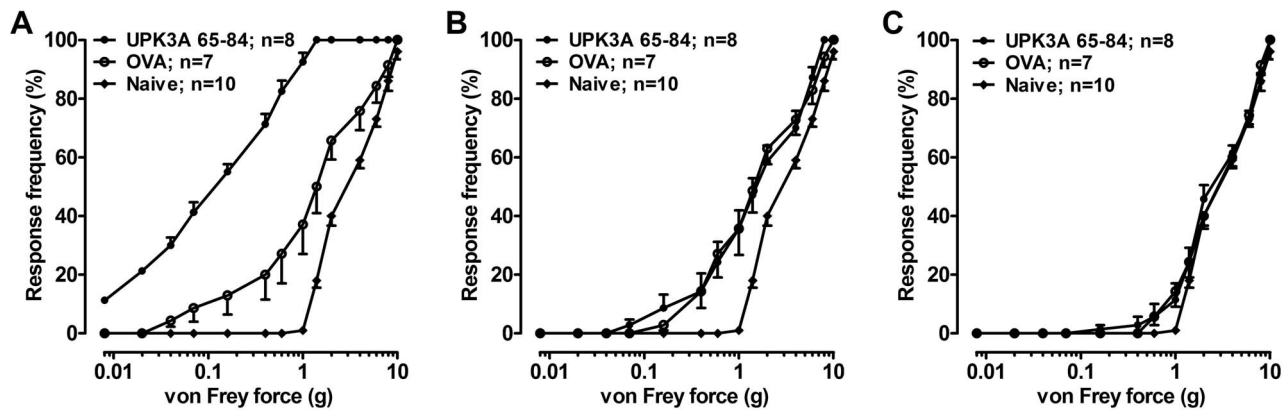 A
UPK3A 65-84; n=8
OVA; n=7
Naive; n=10
Response frequency (%)
100
80
60
40
20
0
0.01 0.1 1 10
von Frey force (g)
B
UPK3A 65-84; n=8
OVA; n=7
Naive; n=10
Response frequency (%)
100
80
60
40
20
0
0.01 0.1 1 10
von Frey force (g)
C
UPK3A 65-84; n=8
OVA; n=7
Naive; n=10
Response frequency (%)
100
80
60
40
20
0
0.01 0.1 1 10
von Frey force (g)